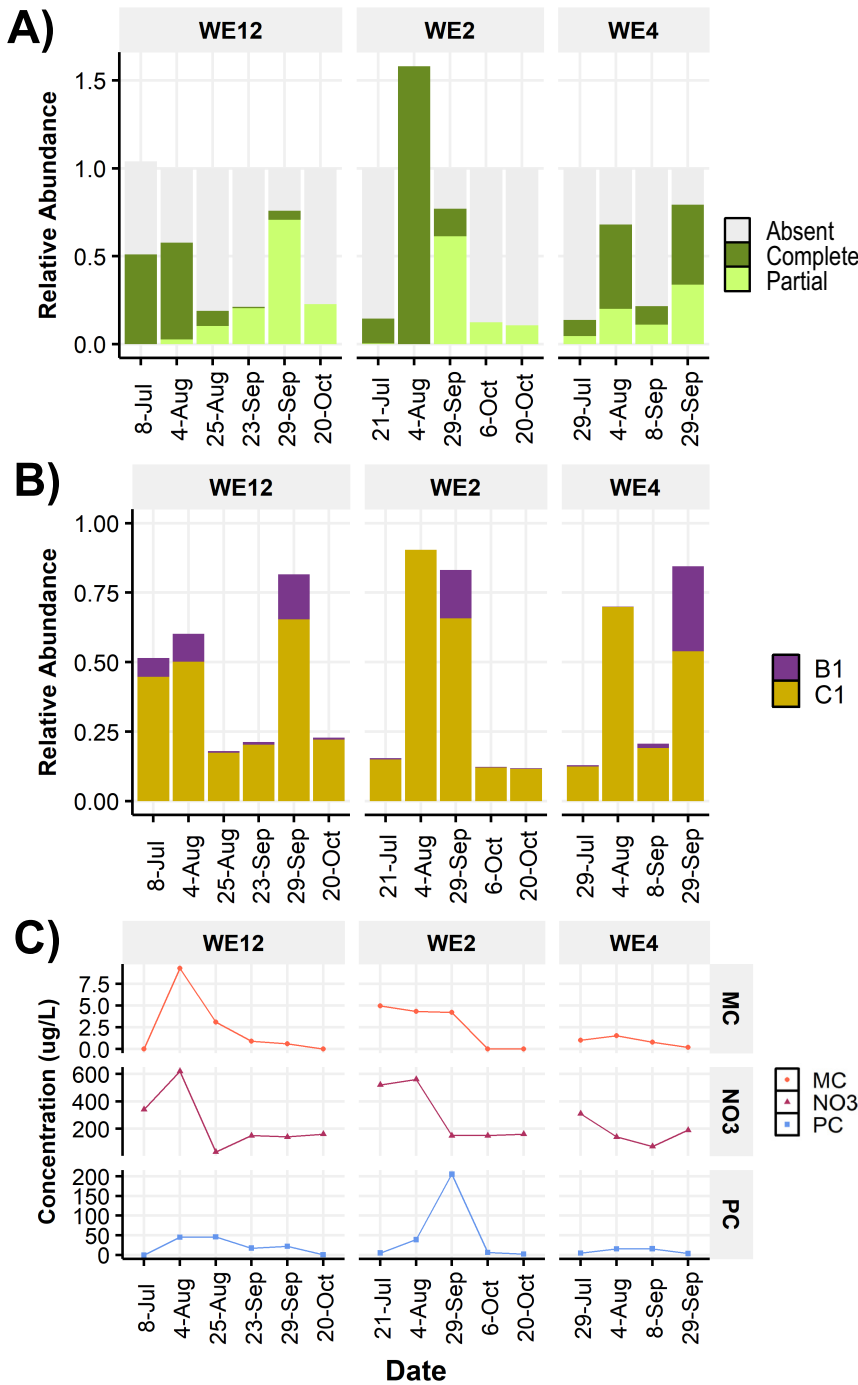 A)
WE12 WE2 WE4
Relative Abundance
1.5
1.0
0.5
0.0
Absent
Complete
Partial
8-Jul 4-Aug 25-Aug 23-Sep 29-Sep 20-Oct 21-Jul 4-Aug 29-Sep 6-Oct 20-Oct 29-Jul 4-Aug 8-Sep 29-Sep
B)
WE12 WE2 WE4
Relative Abundance
1.00
0.75
0.50
0.25
0.00
B1
C1
8-Jul 4-Aug 25-Aug 23-Sep 29-Sep 20-Oct 21-Jul 4-Aug 29-Sep 6-Oct 20-Oct 29-Jul 4-Aug 8-Sep 29-Sep
C)
WE12 WE2 WE4
Concentration (ug/L)
7.5
5.0
2.5
0.0
MC
600
400
200
NO3
200
150
100
50
0
PC
MC
NO3
PC
8-Jul 4-Aug 25-Aug 23-Sep 29-Sep 20-Oct 21-Jul 4-Aug 29-Sep 6-Oct 20-Oct 29-Jul 4-Aug 8-Sep 29-Sep
Date